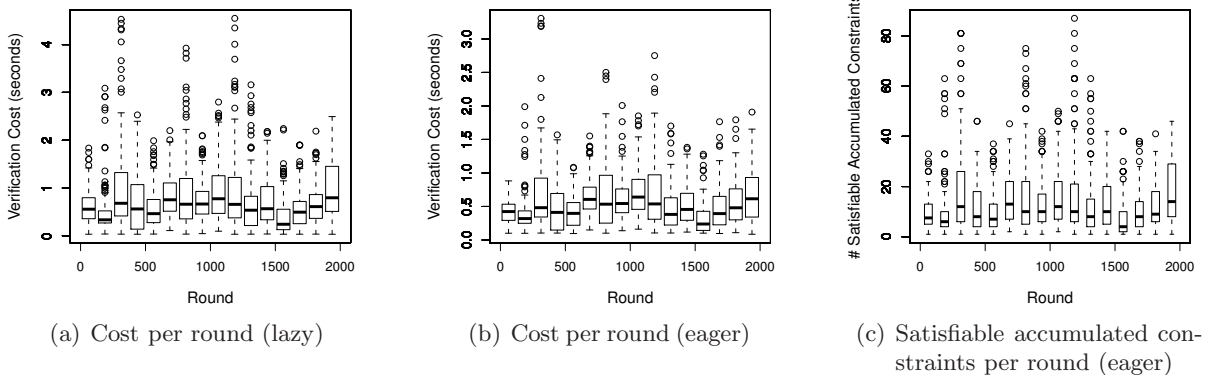 Verification Cost (seconds)
4
3
2
1
0
0 500 1000 1500 2000
Round
(a) Cost per round (lazy)
Verification Cost (seconds)
3.0
2.5
2.0
1.5
1.0
0.5
0.0
0 500 1000 1500 2000
Round
(b) Cost per round (eager)
# Satisfiable Accumulated Constraints
80
60
40
20
0
0 500 1000 1500 2000
Round
(c) Satisfiable accumulated con-
straints per round (eager)